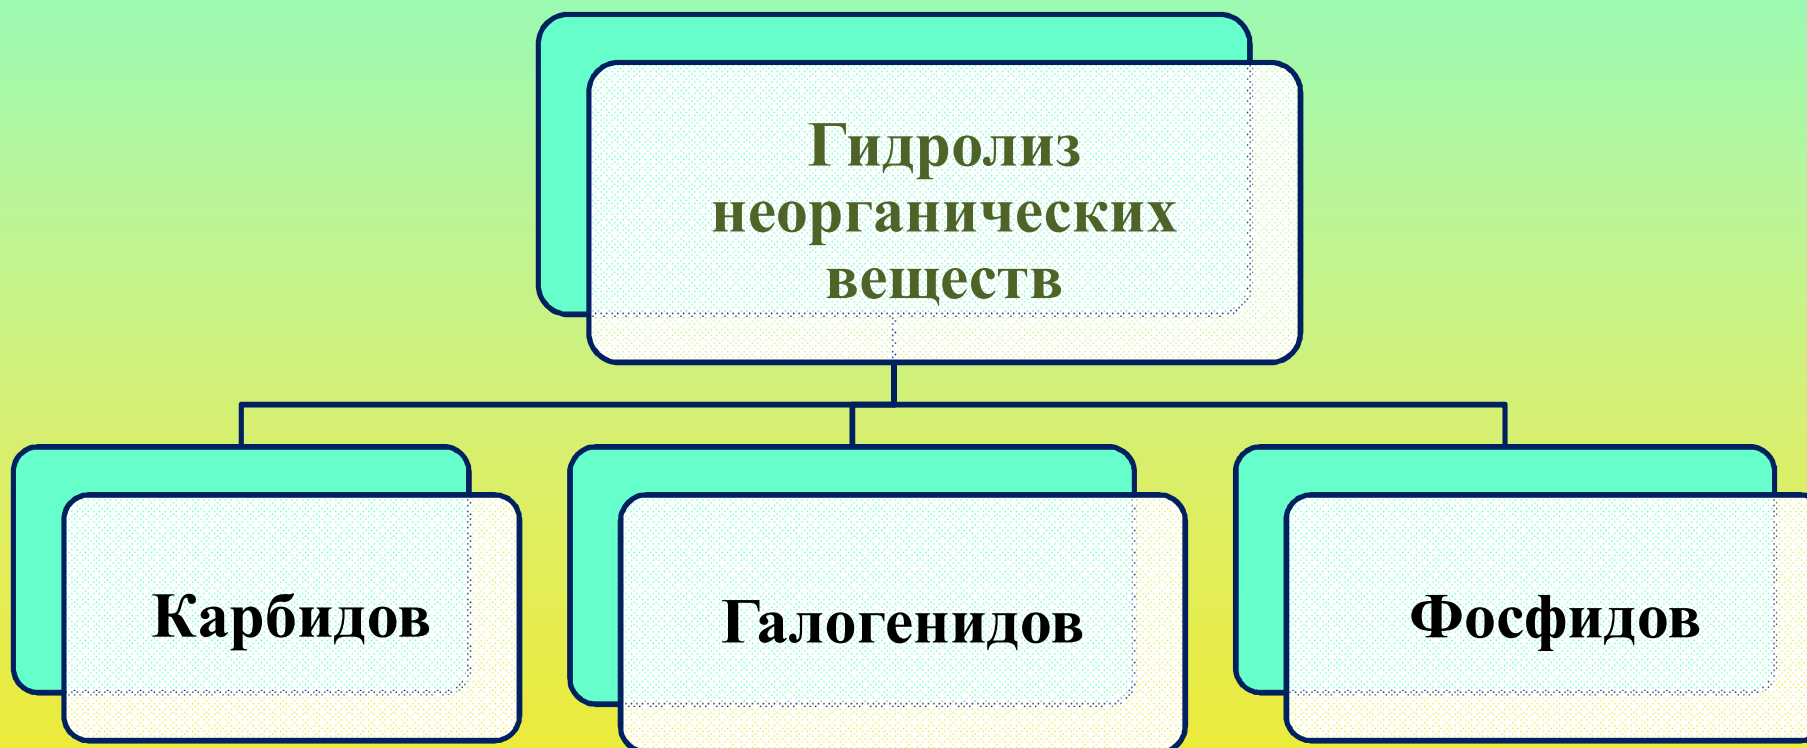 Гидролиз
неорганических
веществ
Карбидов
Галогенидов
Фосфидов